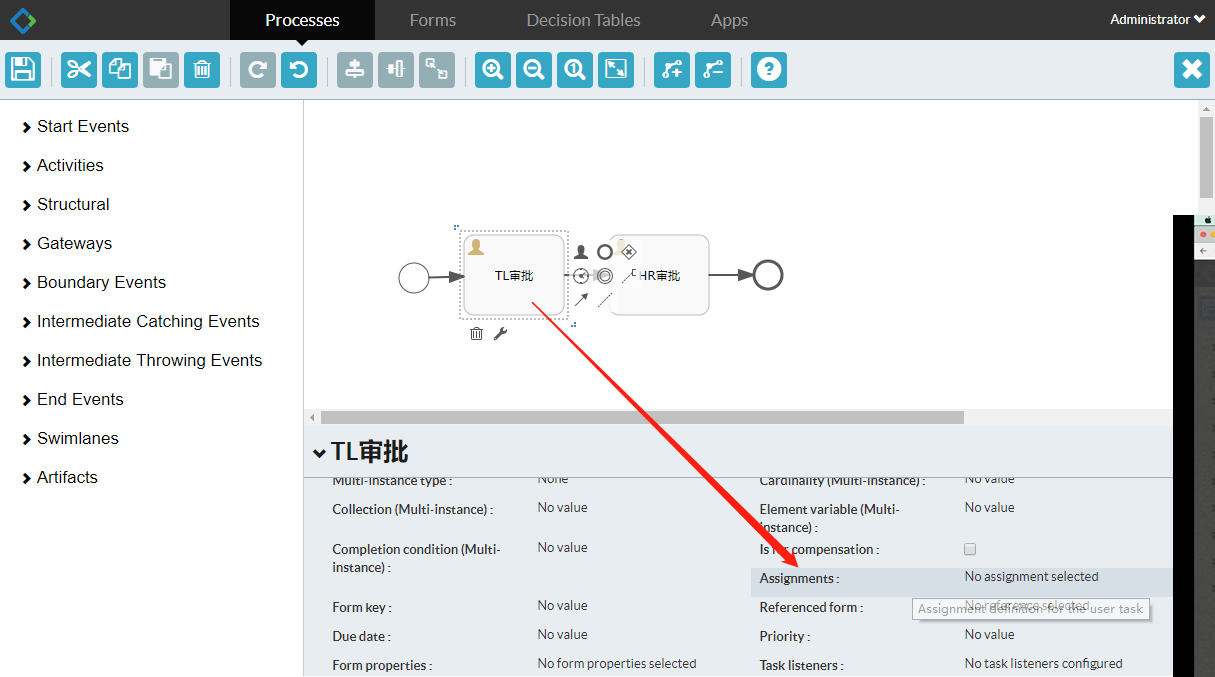 Processes Forms Decision Tables Apps Administrator
Start Events
Activities
Structural
Gateways
Boundary Events
Intermediate Catching Events
Intermediate Throwing Events
End Events
Swimlanes
Artifacts
TL审批 HR审批
TL审批
Multi-instance type : None Cardinality (Multi-instance) : No value
Collection (Multi-instance) : No value Element variable (Multi-
instance) : No value
Completion condition (Multi-
instance) : No value Is for compensation :
Assignments : No assignment selected
Form key : No value Referenced form : No reference selected
Assignment definition for the user task
Due date : No value Priority : No value
Form properties : No form properties selected Task listeners : No task listeners configured